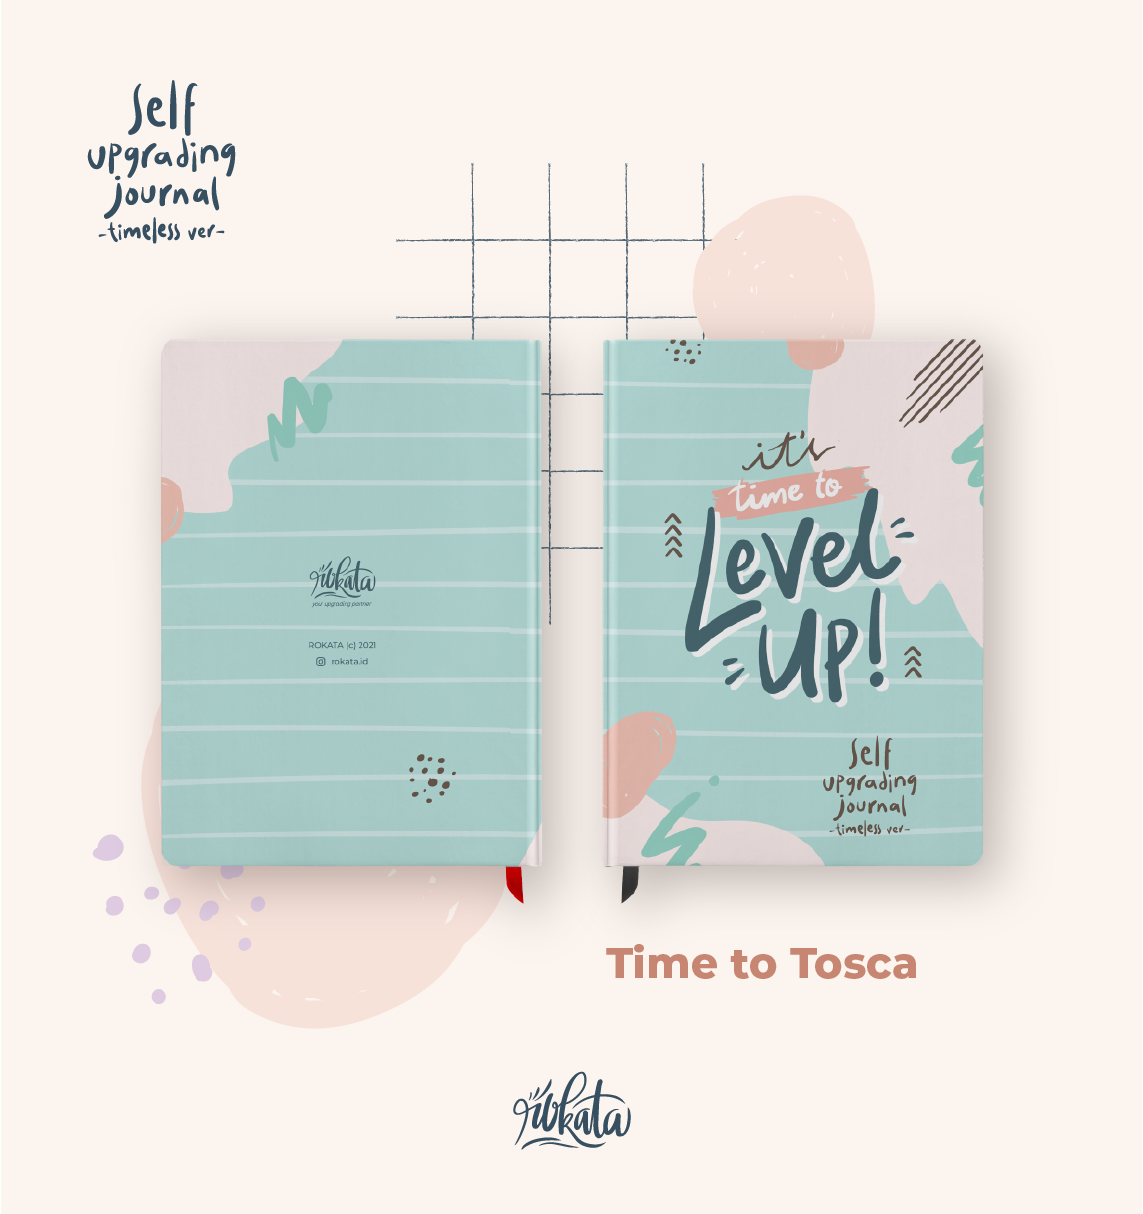 Self
upgrading
journal
-timeless ver-
rokata
your upgrading partner
ROKATA (c) 2021
rokata.id
it's
time to
Level
UP!
Self
upgrading
journal
-timeless ver-
Time to Tosca
rokata